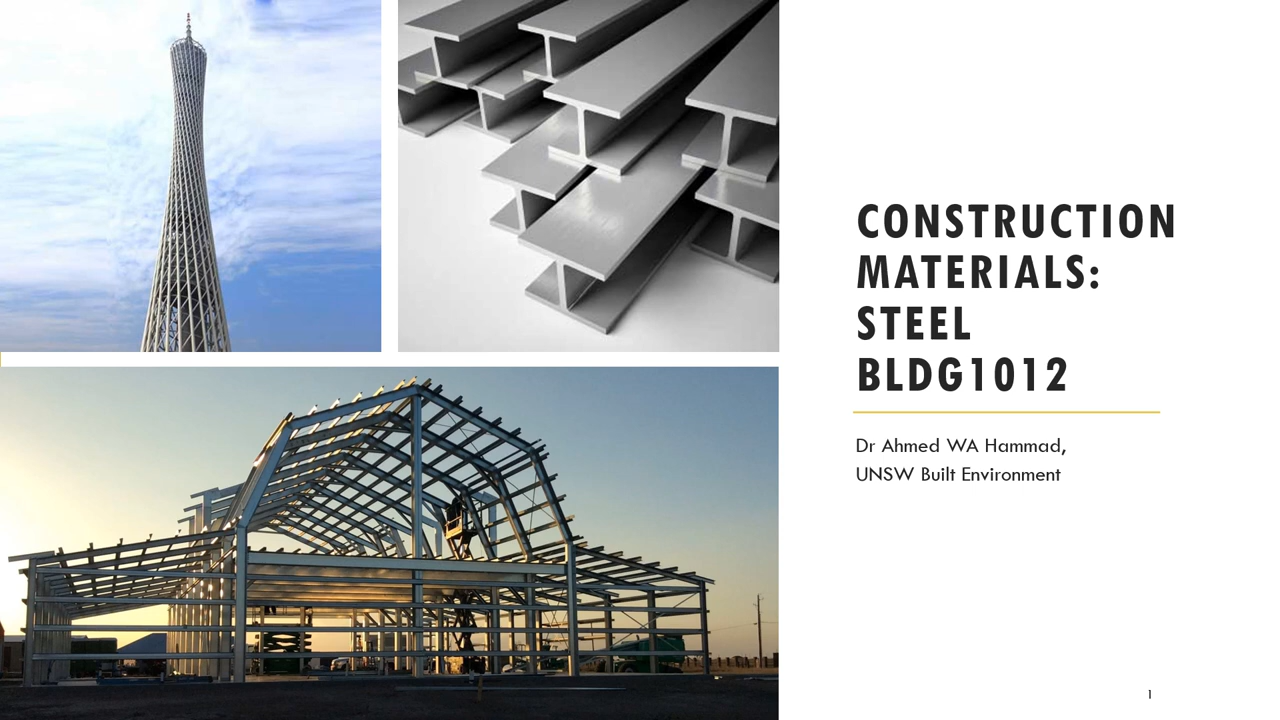 CONSTRUCTION
MATERIALS:
STEEL
BLDG1012
Dr Ahmed WA Hammad,
UNSW Built Environment
1